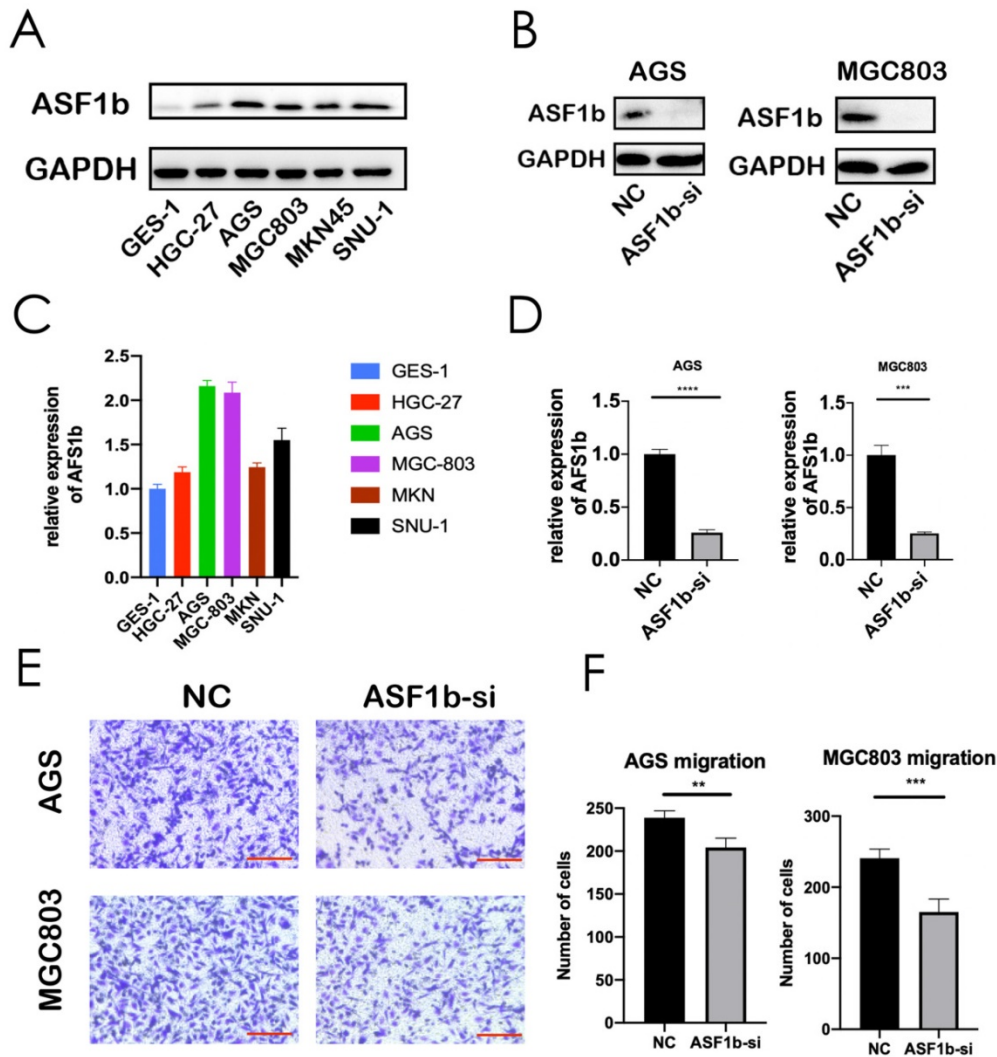 A
ASF1b
GAPDH
GES-1
HGC-27
AGS
MGC803
MKN45
SNU-1
B
AGS
ASF1b
GAPDH
NC
ASF1b-si
MGC803
ASF1b
GAPDH
NC
ASF1b-si
C
relative expression
of AFS1b
2.5
2.0
1.5
1.0
0.5
0.0
GES-1
HGC-27
AGS
MGC-803
MKN
SNU-1
GES-1
HGC-27
AGS
MGC-803
MKN
SNU-1
D
AGS
****
relative expression
of AFS1b
1.5
1.0
0.5
0.0
NC
ASF1b-si
MGC803
***
relative expression
of AFS1b
1.5
1.0
0.5
0.0
NC
ASF1b-si
E
NC
ASF1b-si
AGS
MGC803
F
AGS migration
**
Number of cells
250
200
150
100
50
0
NC
ASF1b-si
MGC803 migration
***
Number of cells
300
200
100
0
NC
ASF1b-si